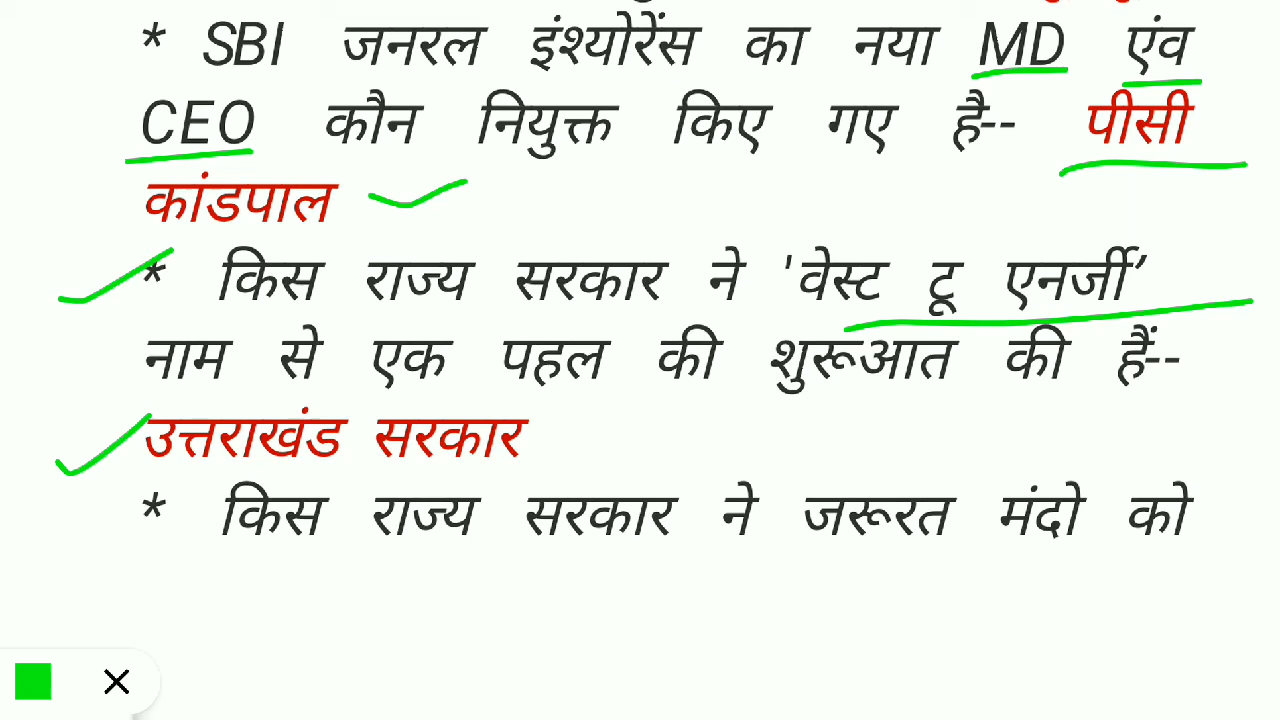 * SBI जनरल इंश्योरेंस का नया MD एंव
CEO कौन नियुक्त किए गए है-- पीसी
कांडपाल
* किस राज्य सरकार ने 'वेस्ट टू एनर्जी’
नाम से एक पहल की शुरूआत की हैं--
उत्तराखंड सरकार
* किस राज्य सरकार ने जरूरत मंदो को